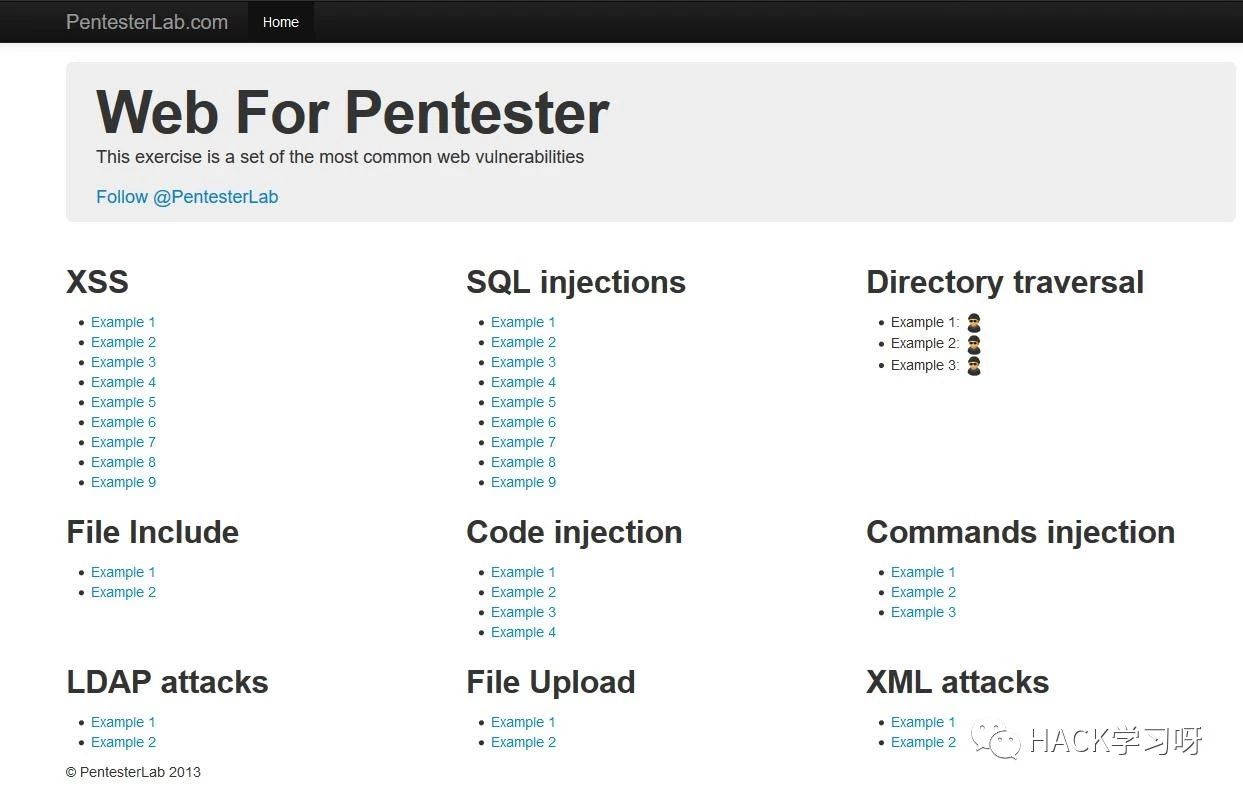 PentesterLab.com Home
Web For Pentester
This exercise is a set of the most common web vulnerabilities
Follow @PentesterLab
XSS
Example 1
Example 2
Example 3
Example 4
Example 5
Example 6
Example 7
Example 8
Example 9
SQL injections
Example 1
Example 2
Example 3
Example 4
Example 5
Example 6
Example 7
Example 8
Example 9
Directory traversal
Example 1:
Example 2:
Example 3:
File Include
Example 1
Example 2
Code injection
Example 1
Example 2
Example 3
Example 4
Commands injection
Example 1
Example 2
Example 3
LDAP attacks
Example 1
Example 2
File Upload
Example 1
Example 2
XML attacks
Example 1
Example 2
HACK学习呀
© PentesterLab 2013